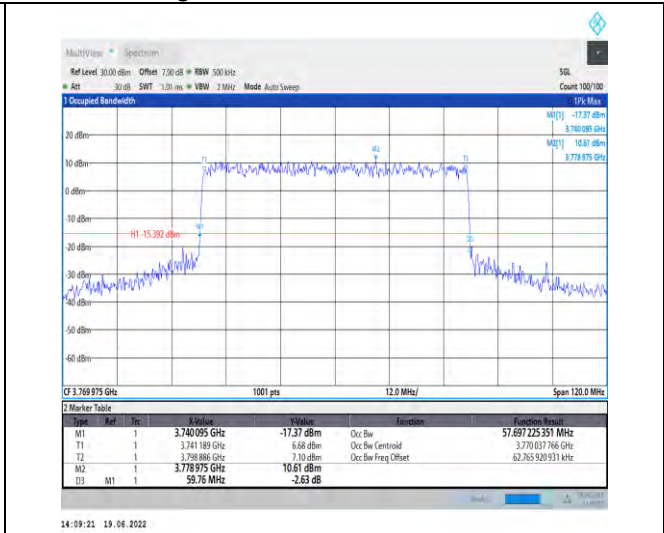 MultiView Spectrum
Ref Level 30.00 dBm Offset 7.90 dB RBW 500 kHz SGL
Att 30 dB SWT 1.01 ms VBW 2 MHz Mode Auto Sweep Count 100/100
1 Occupied Bandwidth 1Pk Max
M1[1] -17.37 dBm
3.740 095 GHz
M2[1] 10.61 dBm
3.778 975 GHz
20 dBm
M2
10 dBm T1 T2
0 dBm
-10 dBm
H1 -15.392 dBm M1
-20 dBm D3
-30 dBm
-40 dBm
-50 dBm
-60 dBm
CF 3.769 975 GHz 1001 pts 12.0 MHz/ Span 120.0 MHz
2 Marker Table
Type Ref Trc X-Value Y-Value Function Function Result
M1 1 3.740 095 GHz -17.37 dBm Occ Bw 57.697 225 351 MHz
T1 1 3.741 189 GHz 6.68 dBm Occ Bw Centroid 3.770 037 766 GHz
T2 1 3.798 886 GHz 7.10 dBm Occ Bw Freq Offset 62.765 920 931 kHz
M2 1 3.778 975 GHz 10.61 dBm
D3 M1 1 59.76 MHz -2.63 dB
14:09:21 19.06.2022